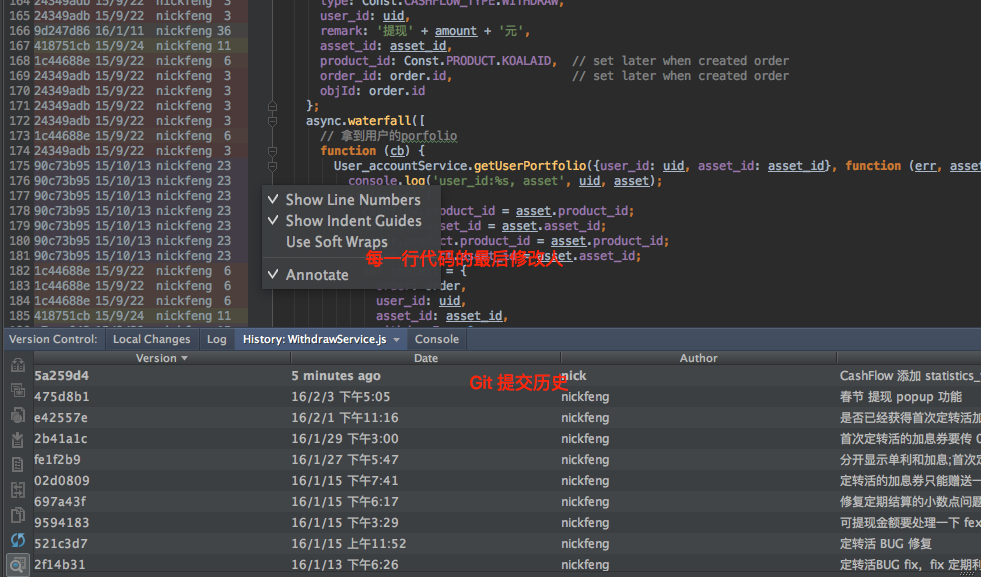 164 24349adb 15/9/22 nickfeng 3 type: Const.CASHFLOW_TYPE.WITHDRAW,
165 24349adb 15/9/22 nickfeng 3 user_id: uid,
166 9d247d86 16/1/11 nickfeng 36 remark: '提现' + amount + '元',
167 418751cb 15/9/24 nickfeng 11 asset_id: asset_id,
168 1c44688e 15/9/22 nickfeng 6 product_id: Const.PRODUCT.KOALAID, // set later when created order
169 24349adb 15/9/22 nickfeng 3 order_id: order.id, // set later when created order
170 24349adb 15/9/22 nickfeng 3 objId: order.id
171 24349adb 15/9/22 nickfeng 3 };
172 24349adb 15/9/22 nickfeng 3 async.waterfall([
173 1c44688e 15/9/22 nickfeng 6 // 拿到用户的porfolio
174 24349adb 15/9/22 nickfeng 3 function (cb) {
175 90c73b95 15/10/13 nickfeng 23 User_accountService.getUserPortfolio({user_id: uid, asset_id: asset_id}, function (err, asset
176 90c73b95 15/10/13 nickfeng 23 console.log('user_id:%s, asset', uid, asset);
177 90c73b95 15/10/13 nickfeng 23
178 90c73b95 15/10/13 nickfeng 23 duct_id = asset.product_id;
179 90c73b95 15/10/13 nickfeng 23 et_id = asset.asset_id;
180 90c73b95 15/10/13 nickfeng 23 ct.product_id = asset.product_id;
181 90c73b95 15/10/13 nickfeng 23 asset_id = asset.asset_id;
182 1c44688e 15/9/22 nickfeng 6 = {
183 1c44688e 15/9/22 nickfeng 6 order,
184 1c44688e 15/9/22 nickfeng 6 user_id: uid,
185 418751cb 15/9/24 nickfeng 11 asset_id: asset_id,
Show Line Numbers
Show Indent Guides
Use Soft Wraps
Annotate
每一行代码的最后修改人
Version Control: Local Changes Log History: WithdrawService.js Console
Version Date Author
5a259d4 5 minutes ago nick CashFlow 添加 statistics_
Git 提交历史
475d8b1 16/2/3 下午5:05 nickfeng 春节 提现 popup 功能
e42557e 16/2/1 下午11:16 nickfeng 是否已经获得首次定转活加
2b41a1c 16/1/29 下午3:00 nickfeng 首次定转活的加息券要传
fe1f2b9 16/1/27 下午5:47 nickfeng 分开显示单利和加息;首次定
02d0809 16/1/15 下午7:41 nickfeng 定转活的加息券只能赠送一
697a43f 16/1/15 下午6:17 nickfeng 修复定期结算的小数点问题
9594183 16/1/15 下午3:29 nickfeng 可提现金额要处理一下 fex
521c3d7 16/1/15 上午11:52 nickfeng 定转活 BUG 修复
2f14b31 16/1/13 下午6:26 nickfeng 定转活BUG fix, fix 定期利